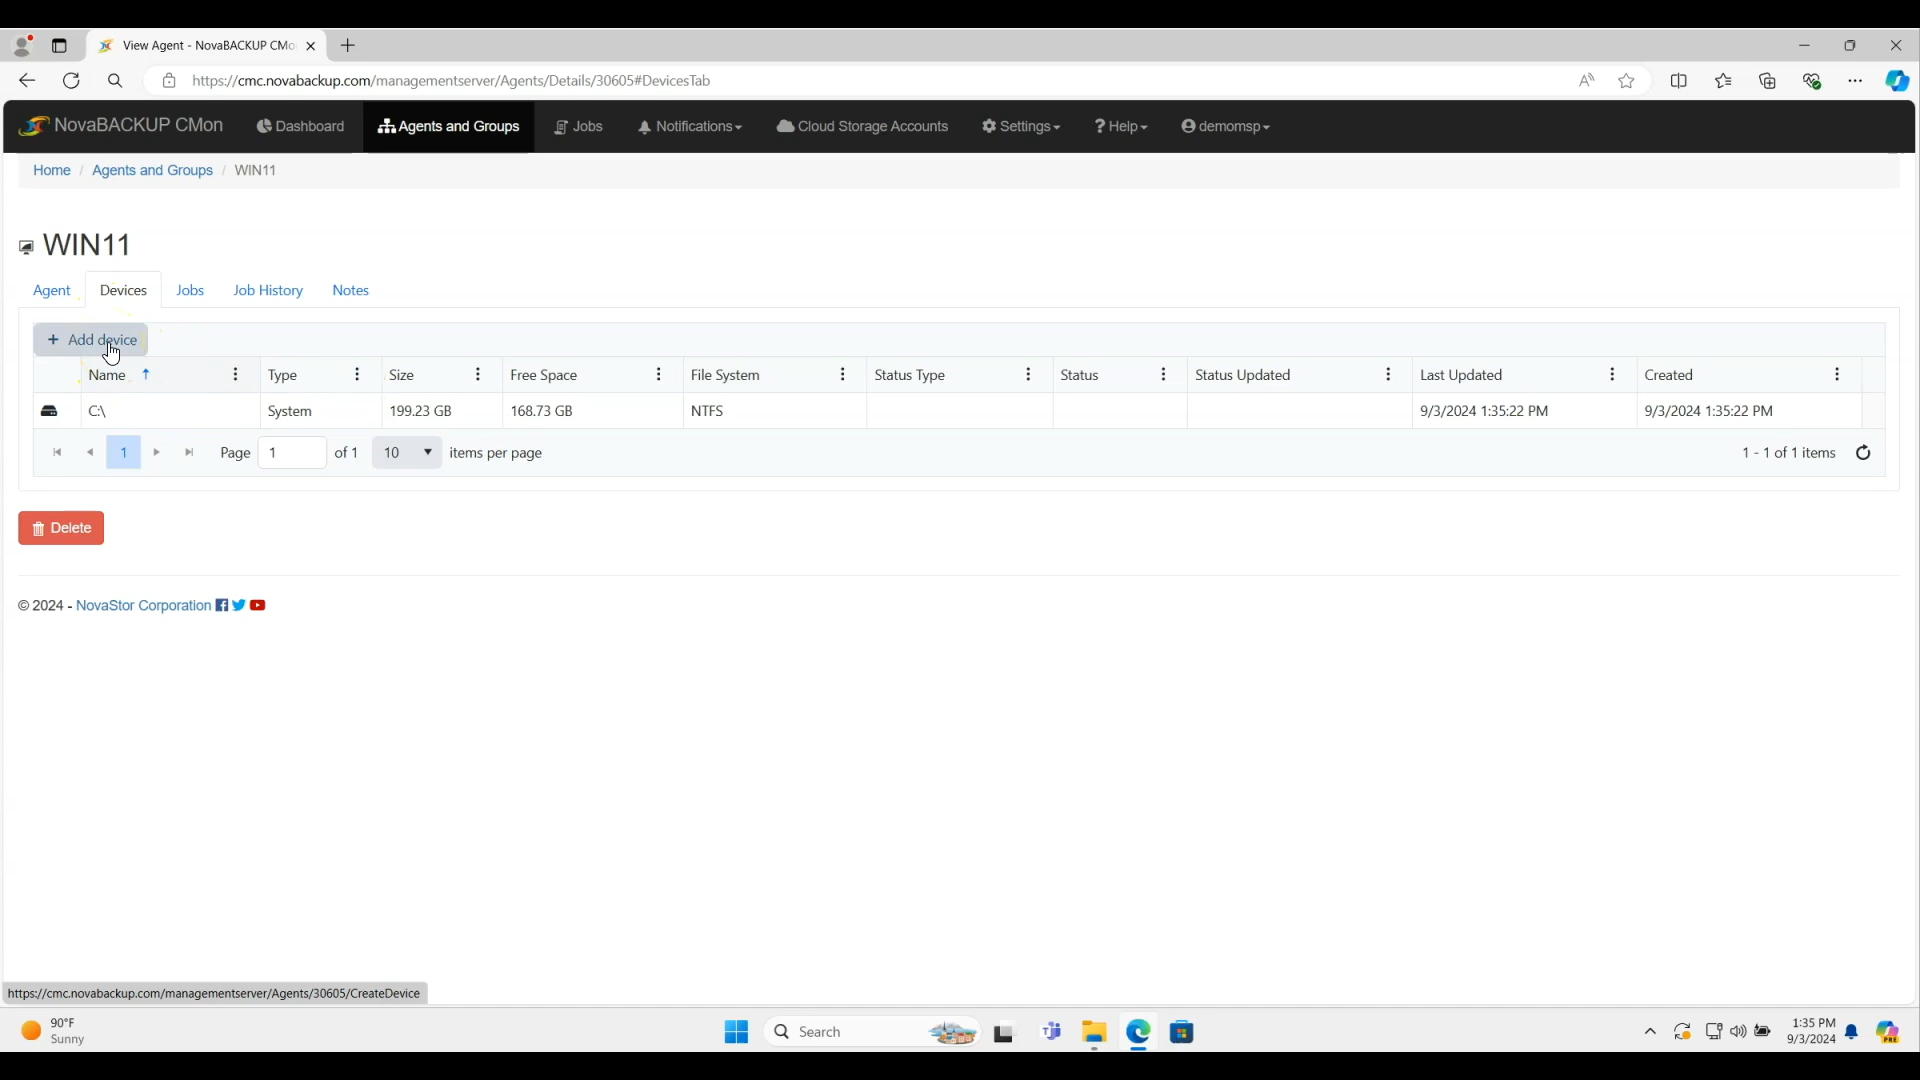 View Agent - NovaBACKUP CMo
https://cmc.novabackup.com/managementserver/Agents/Details/30605#DevicesTab
NovaBACKUP CMon Dashboard Agents and Groups Jobs Notifications Cloud Storage Accounts Settings Help demomsp
Home / Agents and Groups / WIN11
WIN11
Agent Devices Jobs Job History Notes
+ Add device
Name Type Size Free Space File System Status Type Status Status Updated Last Updated Created
C:\ System 199.23 GB 168.73 GB NTFS 9/3/2024 1:35:22 PM 9/3/2024 1:35:22 PM
1 Page 1 of 1 10 items per page 1 - 1 of 1 items
Delete
© 2024 - NovaStor Corporation
https://cmc.novabackup.com/managementserver/Agents/30605/CreateDevice
90°F
Sunny
Search
1:35 PM
9/3/2024
PRE